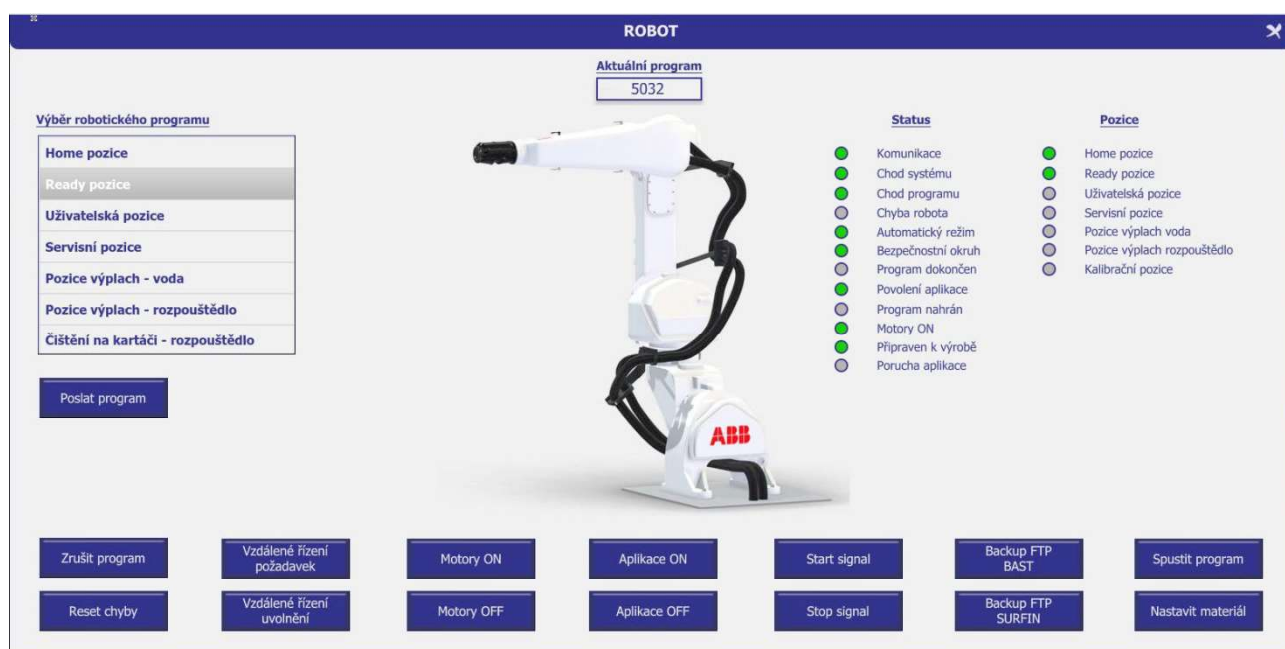 ROBOT
Aktuální program
5032
Výběr robotického programu
Home pozice
Ready pozice
Uživatelská pozice
Servisní pozice
Pozice výplach - voda
Pozice výplach - rozpouštědlo
Čištění na kartáči - rozpouštědlo
Poslat program
ABB
Status
Komunikace
Chod systému
Chod programu
Chyba robota
Automatický režim
Bezpečnostní okruh
Program dokončen
Povolení aplikace
Program nahrán
Motory ON
Připraven k výrobě
Porucha aplikace
Pozice
Home pozice
Ready pozice
Uživatelská pozice
Servisní pozice
Pozice výplach voda
Pozice výplach rozpouštědlo
Kalibrační pozice
Zrušit program
Vzdálené řízení
požadavek
Motory ON
Aplikace ON
Start signal
Backup FTP
BAST
Spustit program
Reset chyby
Vzdálené řízení
uvolnění
Motory OFF
Aplikace OFF
Stop signal
Backup FTP
SURFIN
Nastavit materiál